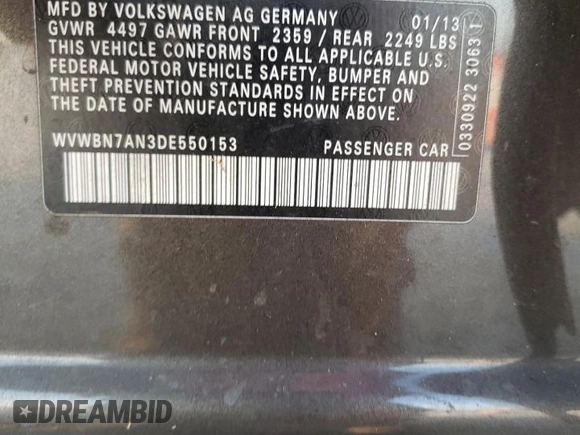 MFD BY VOLKSWAGEN AG GERMANY 01/13
GVWR 4497 GAWR FRONT 2359 / REAR 2249 LBS
THIS VEHICLE CONFORMS TO ALL APPLICABLE U.S.
FEDERAL MOTOR VEHICLE SAFETY, BUMPER AND
THEFT PREVENTION STANDARDS IN EFFECT ON THE
DATE OF MANUFACTURE SHOWN ABOVE.
WVWBN7AN3DE550153 PASSENGER CAR
0330922 30631
DREAMBID